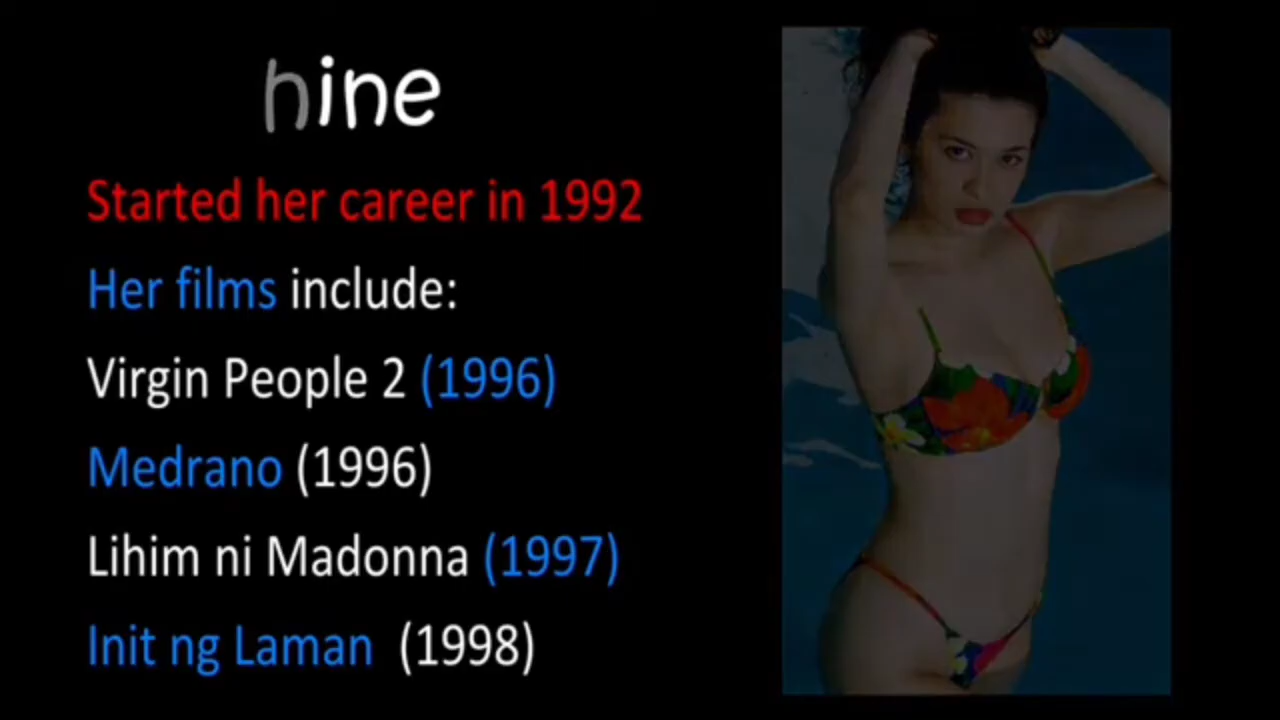 hine
Started her career in 1992
Her films include:
Virgin People 2 (1996)
Medrano (1996)
Lihim ni Madonna (1997)
Init ng Laman (1998)